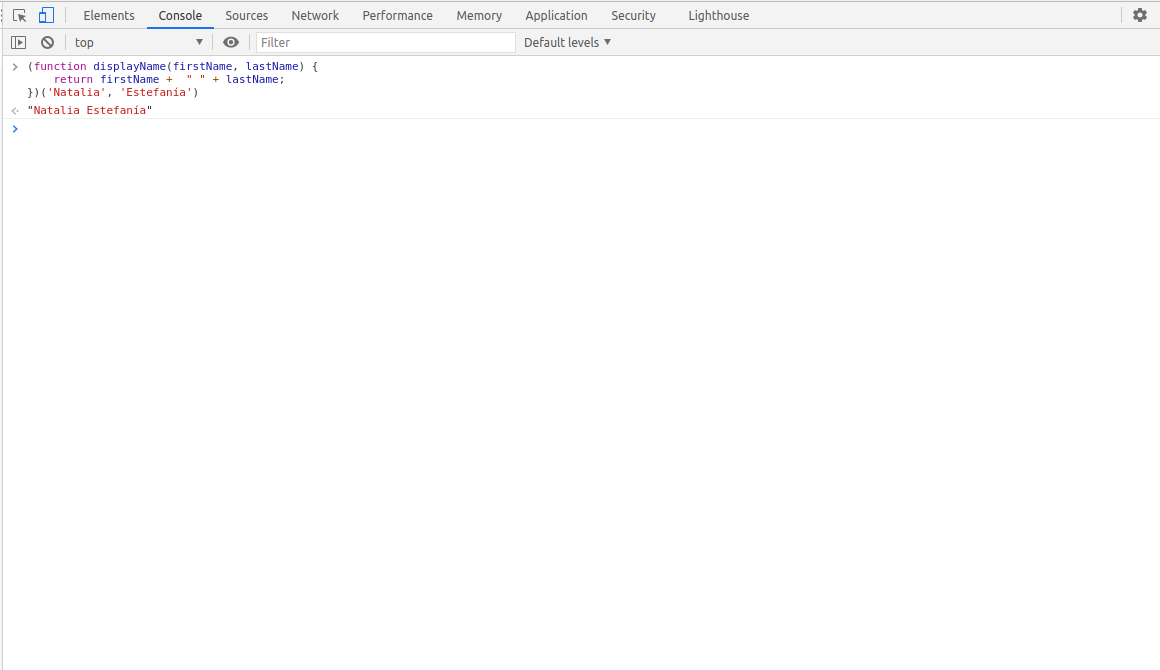 Elements Console Sources Network Performance Memory Application Security Lighthouse
top Filter Default levels
(function displayName(firstName, lastName) {
    return firstName +  " " + lastName;
})('Natalia', 'Estefanía')
"Natalia Estefanía"